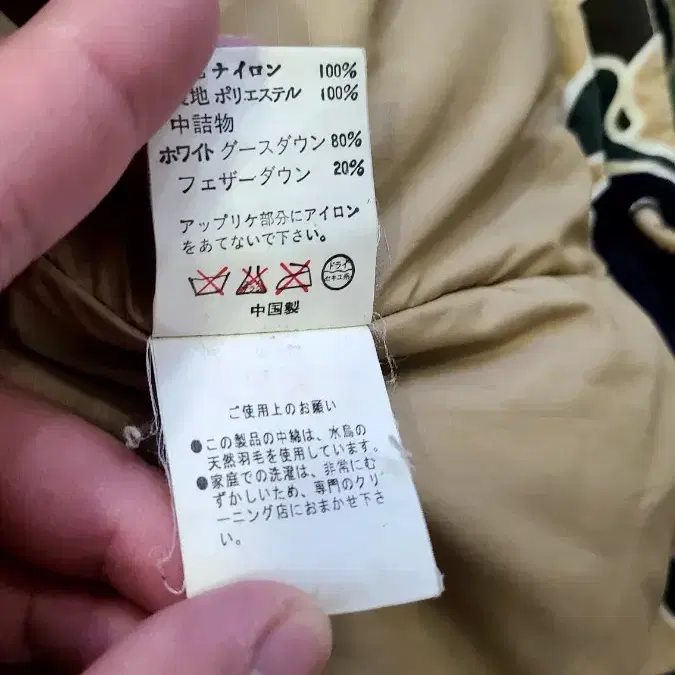 ナイロン 100%
地 ポリエステル 100%
中詰物
ホワイト グースダウン 80%
フェザーダウン 20%
アップリケ部分にアイロン
をあてないで下さい。
ドライ
セキユ系
中国製
ご使用上のお願い
●この製品の中綿は、水鳥の
天然羽毛を使用しています。
●家庭での洗濯は、非常にむ
ずかしいため、専門のクリ
ーニング店におまかせ下さ
い。